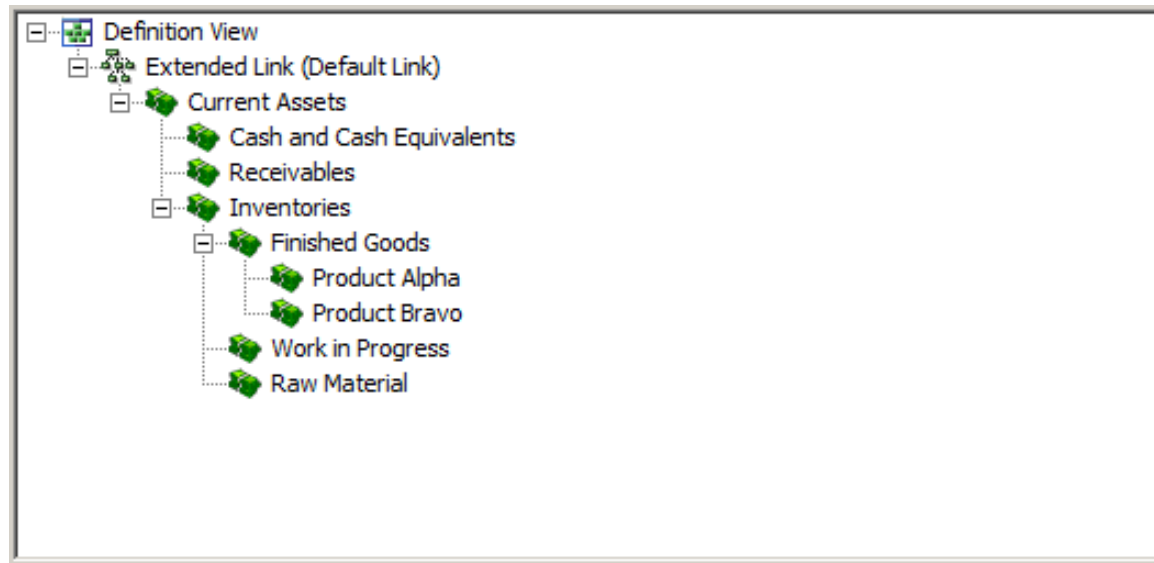 Definition View
Extended Link (Default Link)
Current Assets
Cash and Cash Equivalents
Receivables
Inventories
Finished Goods
Product Alpha
Product Bravo
Work in Progress
Raw Material